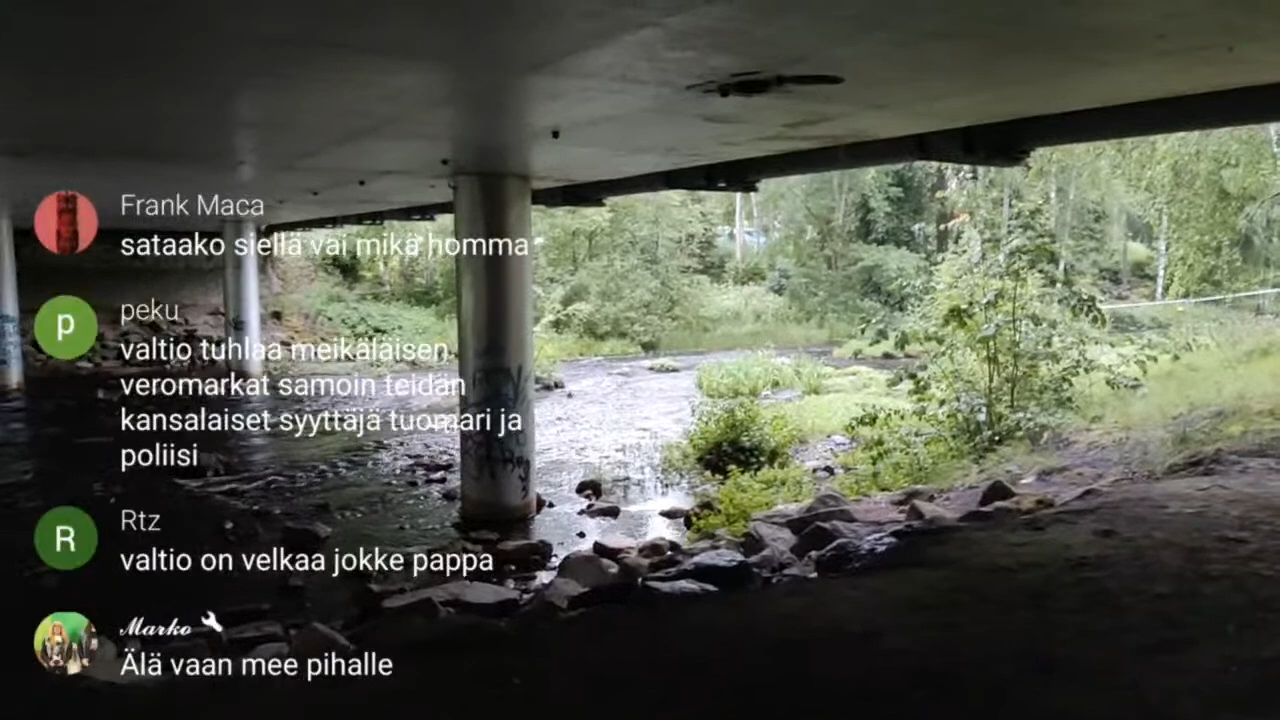 Frank Maca
sataako siellä vai mikä homma
peku
valtio tuhlaa meikäläisen
veromarkat samoin teidän
kansalaiset syyttäjä tuomari ja
poliisi
Rtz
valtio on velkaa jokke pappa
Marko
Älä vaan mee pihalle